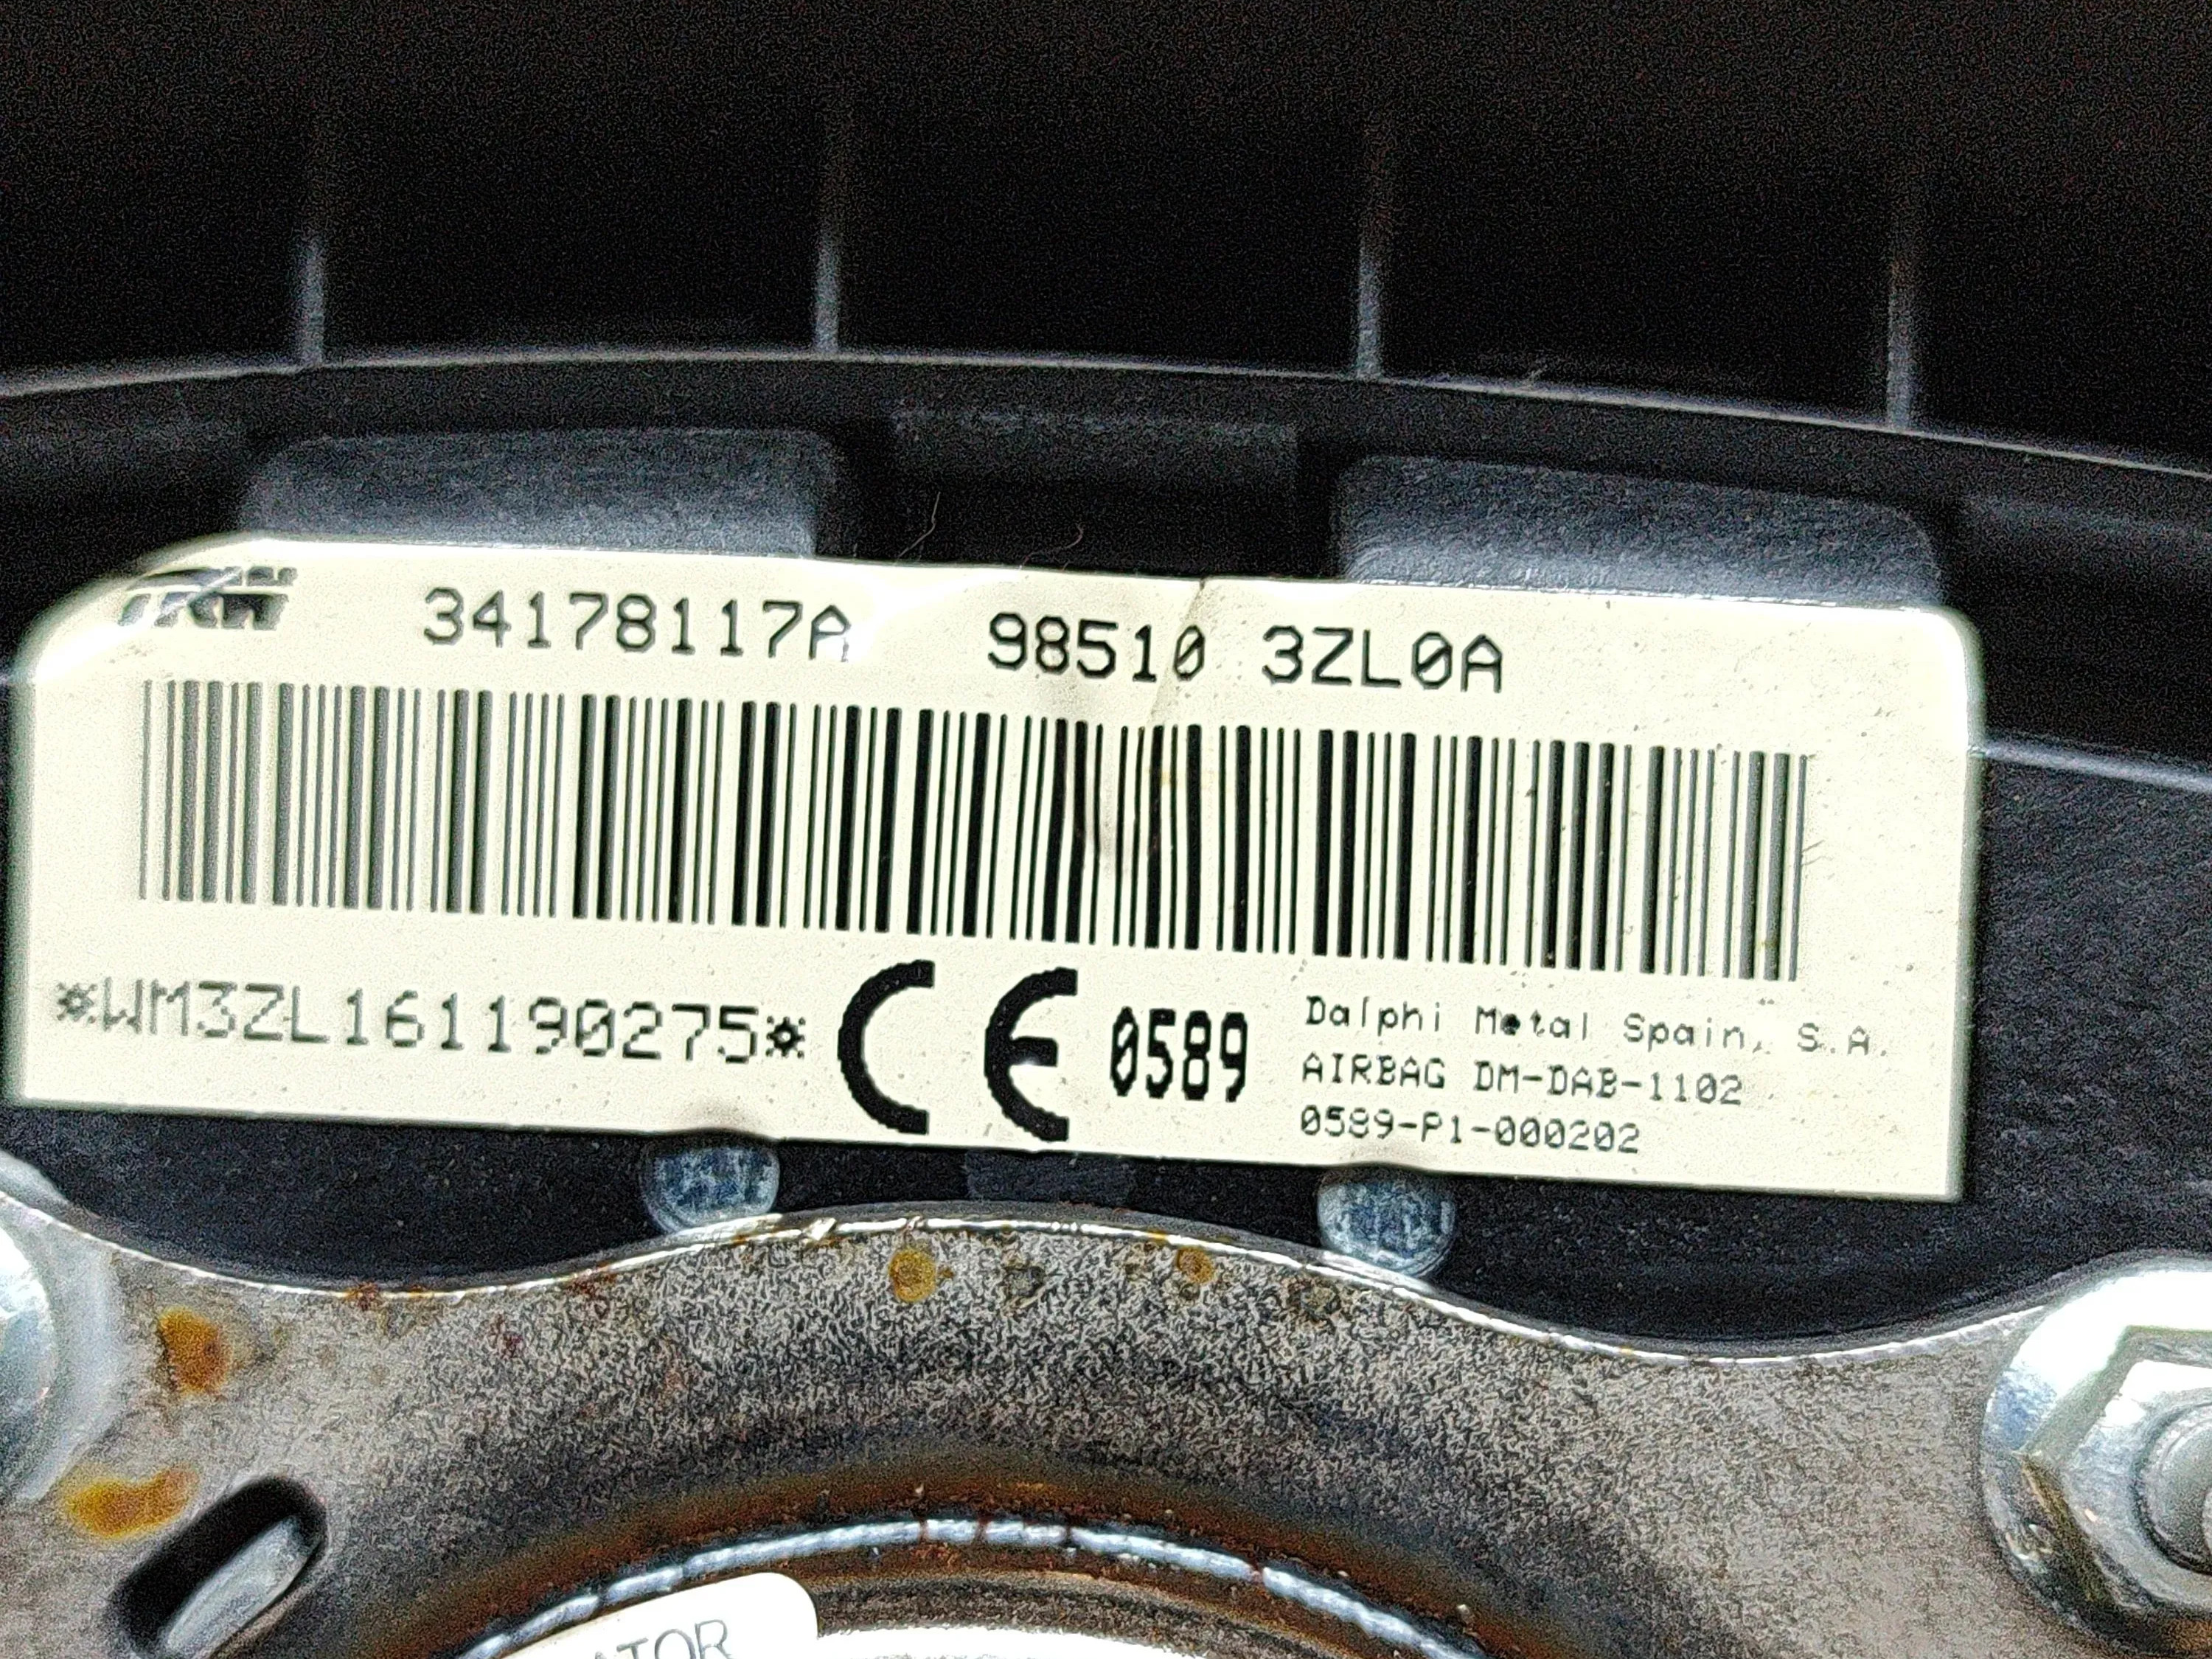 TRW 34178117A 98510 3ZL0A
*WM3ZL161190275* CE 0589
Dalphi Metal Spain, S.A.
AIRBAG DM-DAB-1102
0589-P1-000202